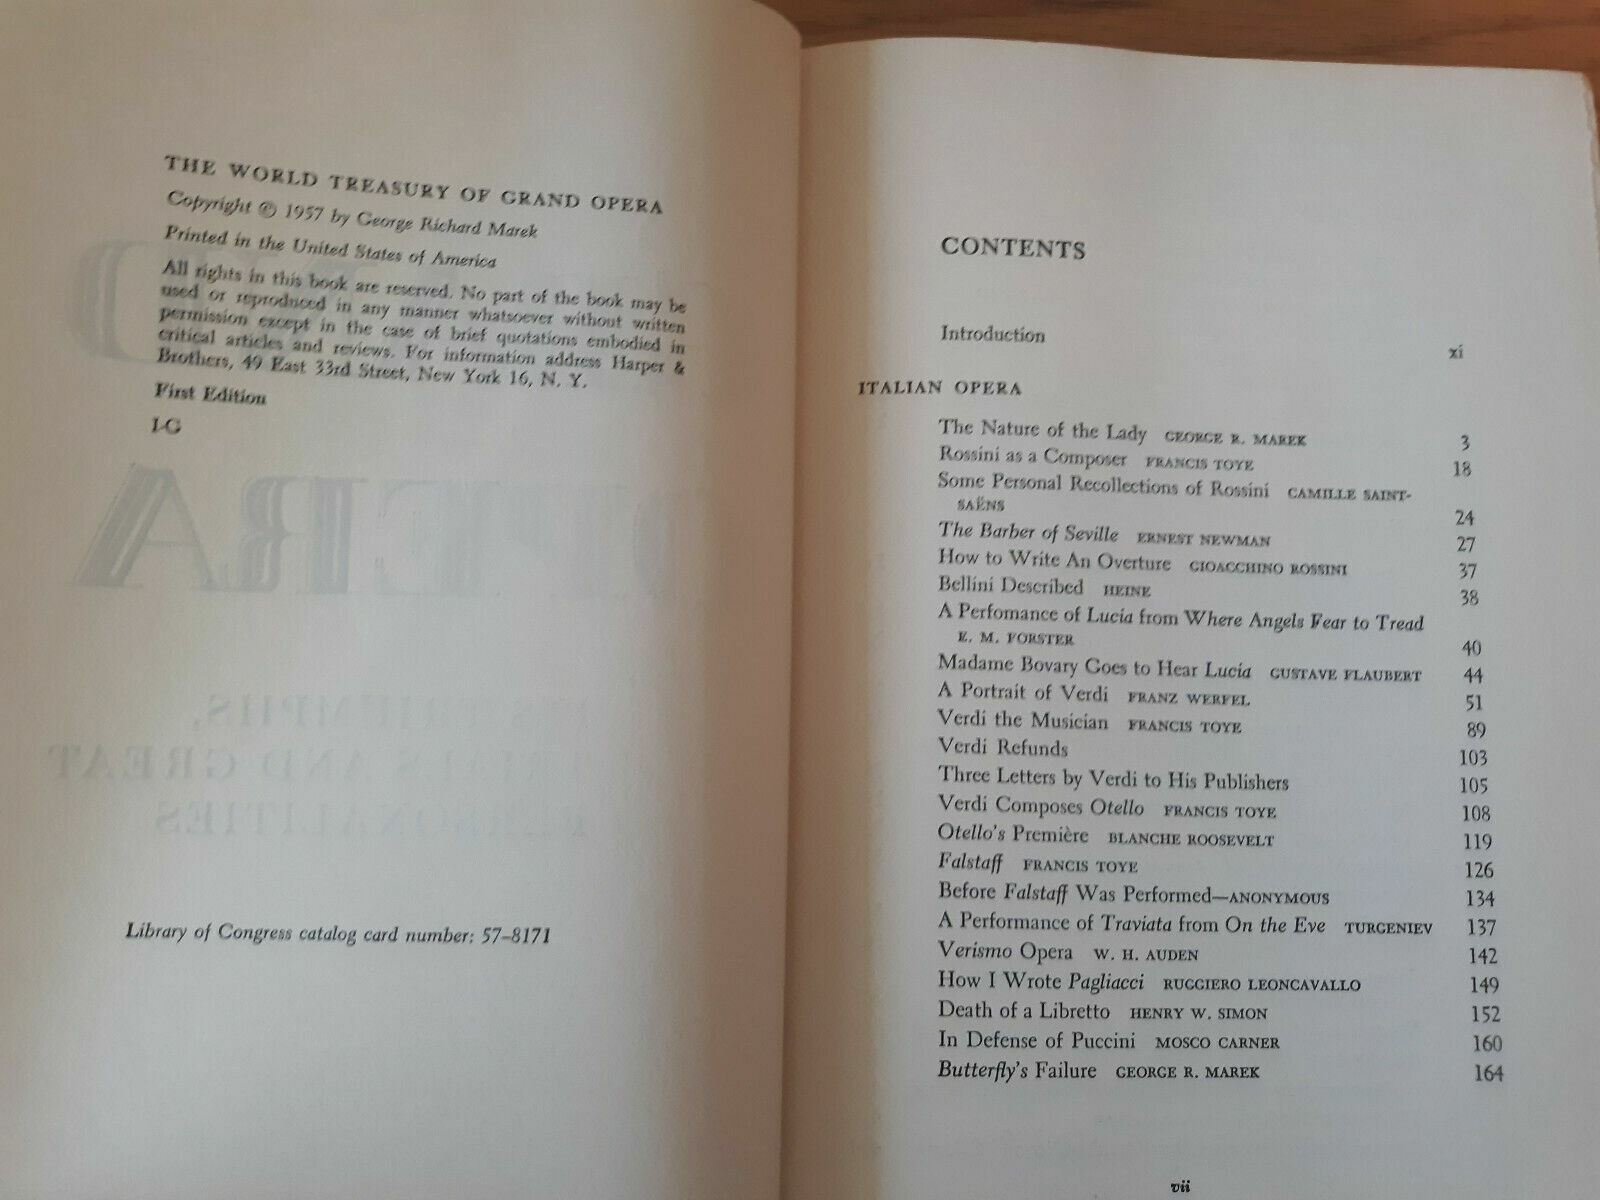 THE WORLD TREASURY OF GRAND OPERA
Copyright © 1957 by George Richard Marek
Printed in the United States of America
All rights in this book are reserved. No part of the book may be
used or reproduced in any manner whatsoever without written
permission except in the case of brief quotations embodied in
critical articles and reviews. For information address Harper &
Brothers, 49 East 33rd Street, New York 16, N. Y.
First Edition
I-G
Library of Congress catalog card number: 57–8171
CONTENTS
Introduction xi
ITALIAN OPERA
The Nature of the Lady GEORGE R. MAREK 3
Rossini as a Composer FRANCIS TOYE 18
Some Personal Recollections of Rossini CAMILLE SAINT-
SAËNS 24
The Barber of Seville ERNEST NEWMAN 27
How to Write An Overture GIOACCHINO ROSSINI 37
Bellini Described HEINE 38
A Perfomance of Lucia from Where Angels Fear to Tread
E. M. FORSTER 40
Madame Bovary Goes to Hear Lucia GUSTAVE FLAUBERT 44
A Portrait of Verdi FRANZ WERFEL 51
Verdi the Musician FRANCIS TOYE 89
Verdi Refunds 103
Three Letters by Verdi to His Publishers 105
Verdi Composes Otello FRANCIS TOYE 108
Otello's Première BLANCHE ROOSEVELT 119
Falstaff FRANCIS TOYE 126
Before Falstaff Was Performed—ANONYMOUS 134
A Performance of Traviata from On the Eve TURGENIEV 137
Verismo Opera W. H. AUDEN 142
How I Wrote Pagliacci RUGGIERO LEONCAVALLO 149
Death of a Libretto HENRY W. SIMON 152
In Defense of Puccini MOSCO CARNER 160
Butterfly's Failure GEORGE R. MAREK 164
vii